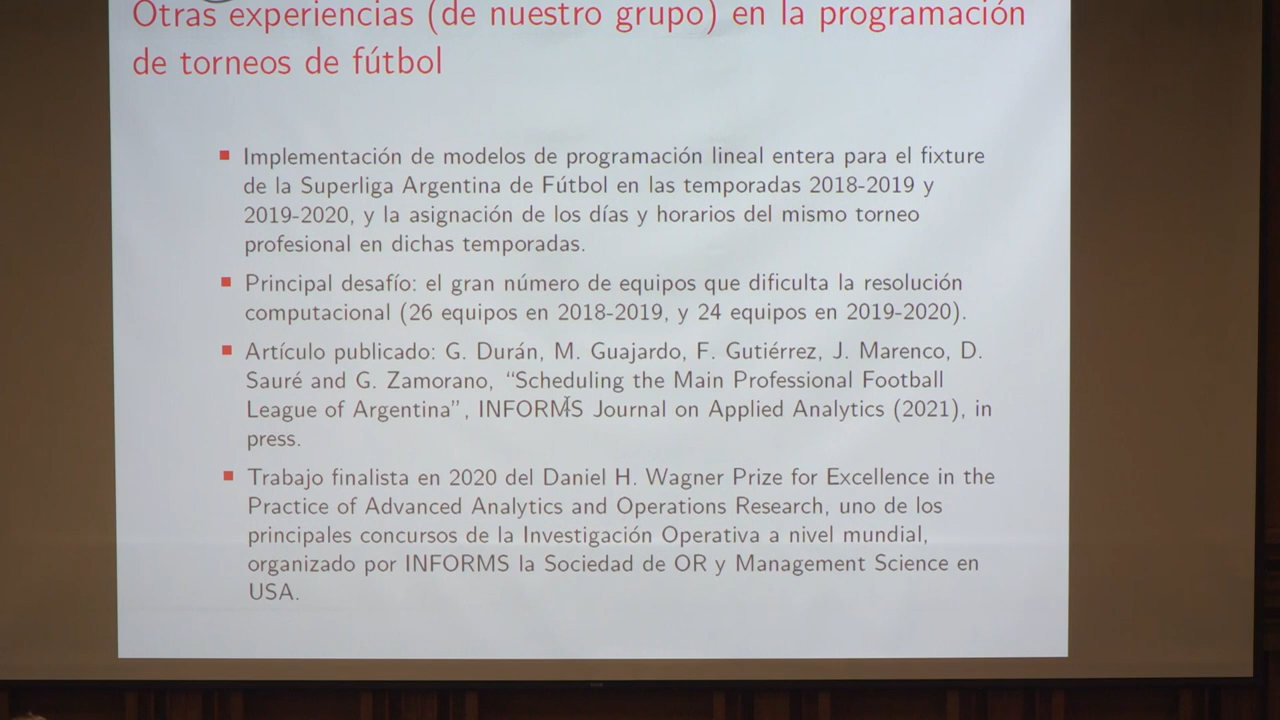 Otras experiencias (de nuestro grupo) en la programación
de torneos de fútbol
Implementación de modelos de programación lineal entera para el fixture
de la Superliga Argentina de Fútbol en las temporadas 2018-2019 y
2019-2020, y la asignación de los días y horarios del mismo torneo
profesional en dichas temporadas.
Principal desafío: el gran número de equipos que dificulta la resolución
computacional (26 equipos en 2018-2019, y 24 equipos en 2019-2020).
Artículo publicado: G. Durán, M. Guajardo, F. Gutiérrez, J. Marenco, D.
Sauré and G. Zamorano, “Scheduling the Main Professional Football
League of Argentina”, INFORMS Journal on Applied Analytics (2021), in
press.
Trabajo finalista en 2020 del Daniel H. Wagner Prize for Excellence in the
Practice of Advanced Analytics and Operations Research, uno de los
principales concursos de la Investigación Operativa a nivel mundial,
organizado por INFORMS la Sociedad de OR y Management Science en
USA.